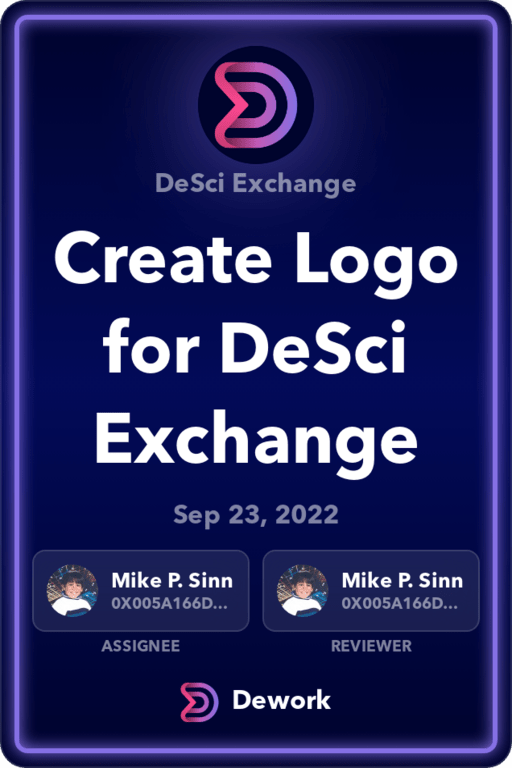 DeSci Exchange
Create Logo
for DeSci
Exchange
Sep 23, 2022
Mike P. Sinn
0X005A166D...
ASSIGNEE
Mike P. Sinn
0X005A166D...
REVIEWER
Dework